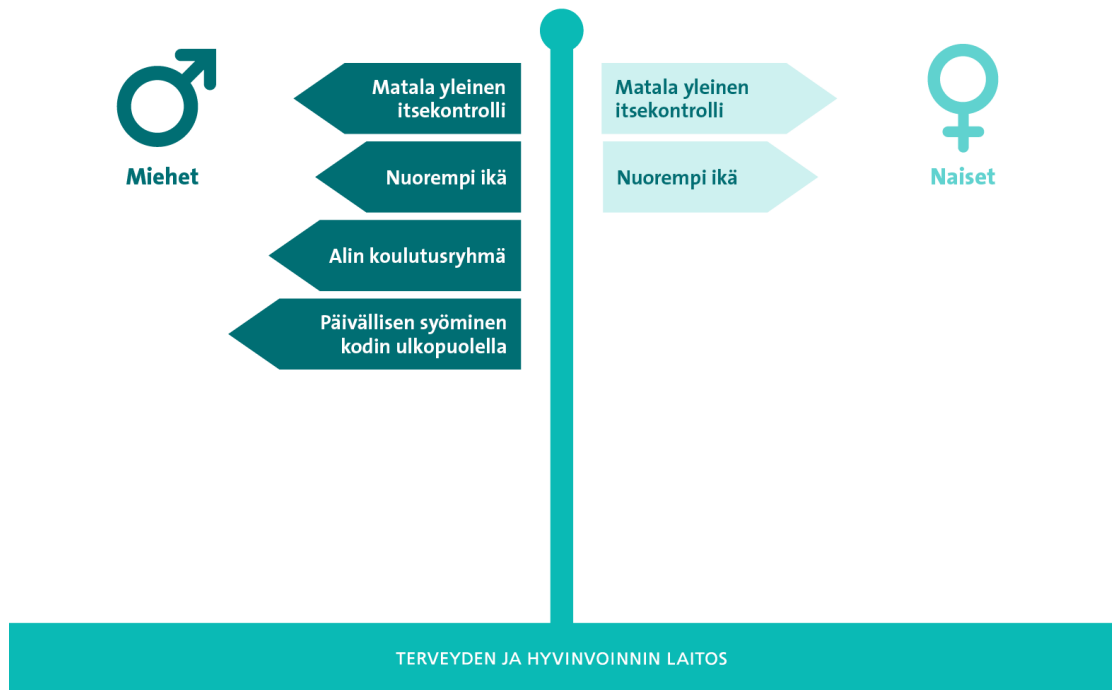 Miehet
Matala yleinen
itsekontrolli
Nuorempi ikä
Alin koulutusryhmä
Päivällisen syöminen
kodin ulkopuolella
Matala yleinen
itsekontrolli
Nuorempi ikä
Naiset
TERVEYDEN JA HYVINVOINNIN LAITOS